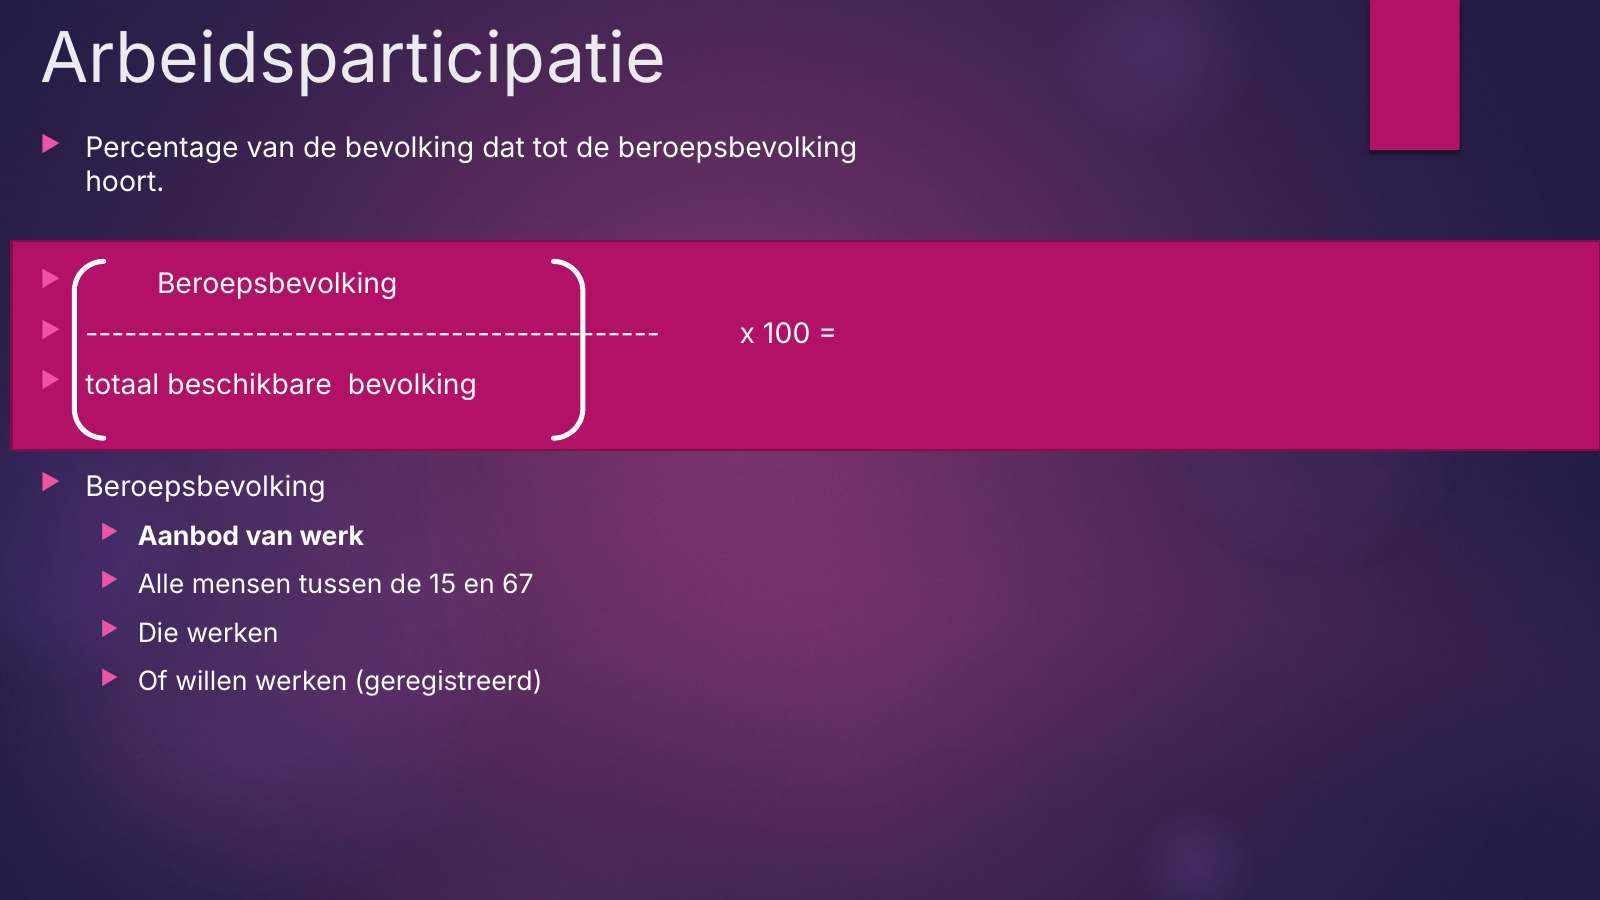 Arbeidsparticipatie
Percentage van de bevolking dat tot de beroepsbevolking
hoort.
Beroepsbevolking
--------------------------------------------- x 100 =
totaal beschikbare  bevolking
Beroepsbevolking
Aanbod van werk
Alle mensen tussen de 15 en 67
Die werken
Of willen werken (geregistreerd)